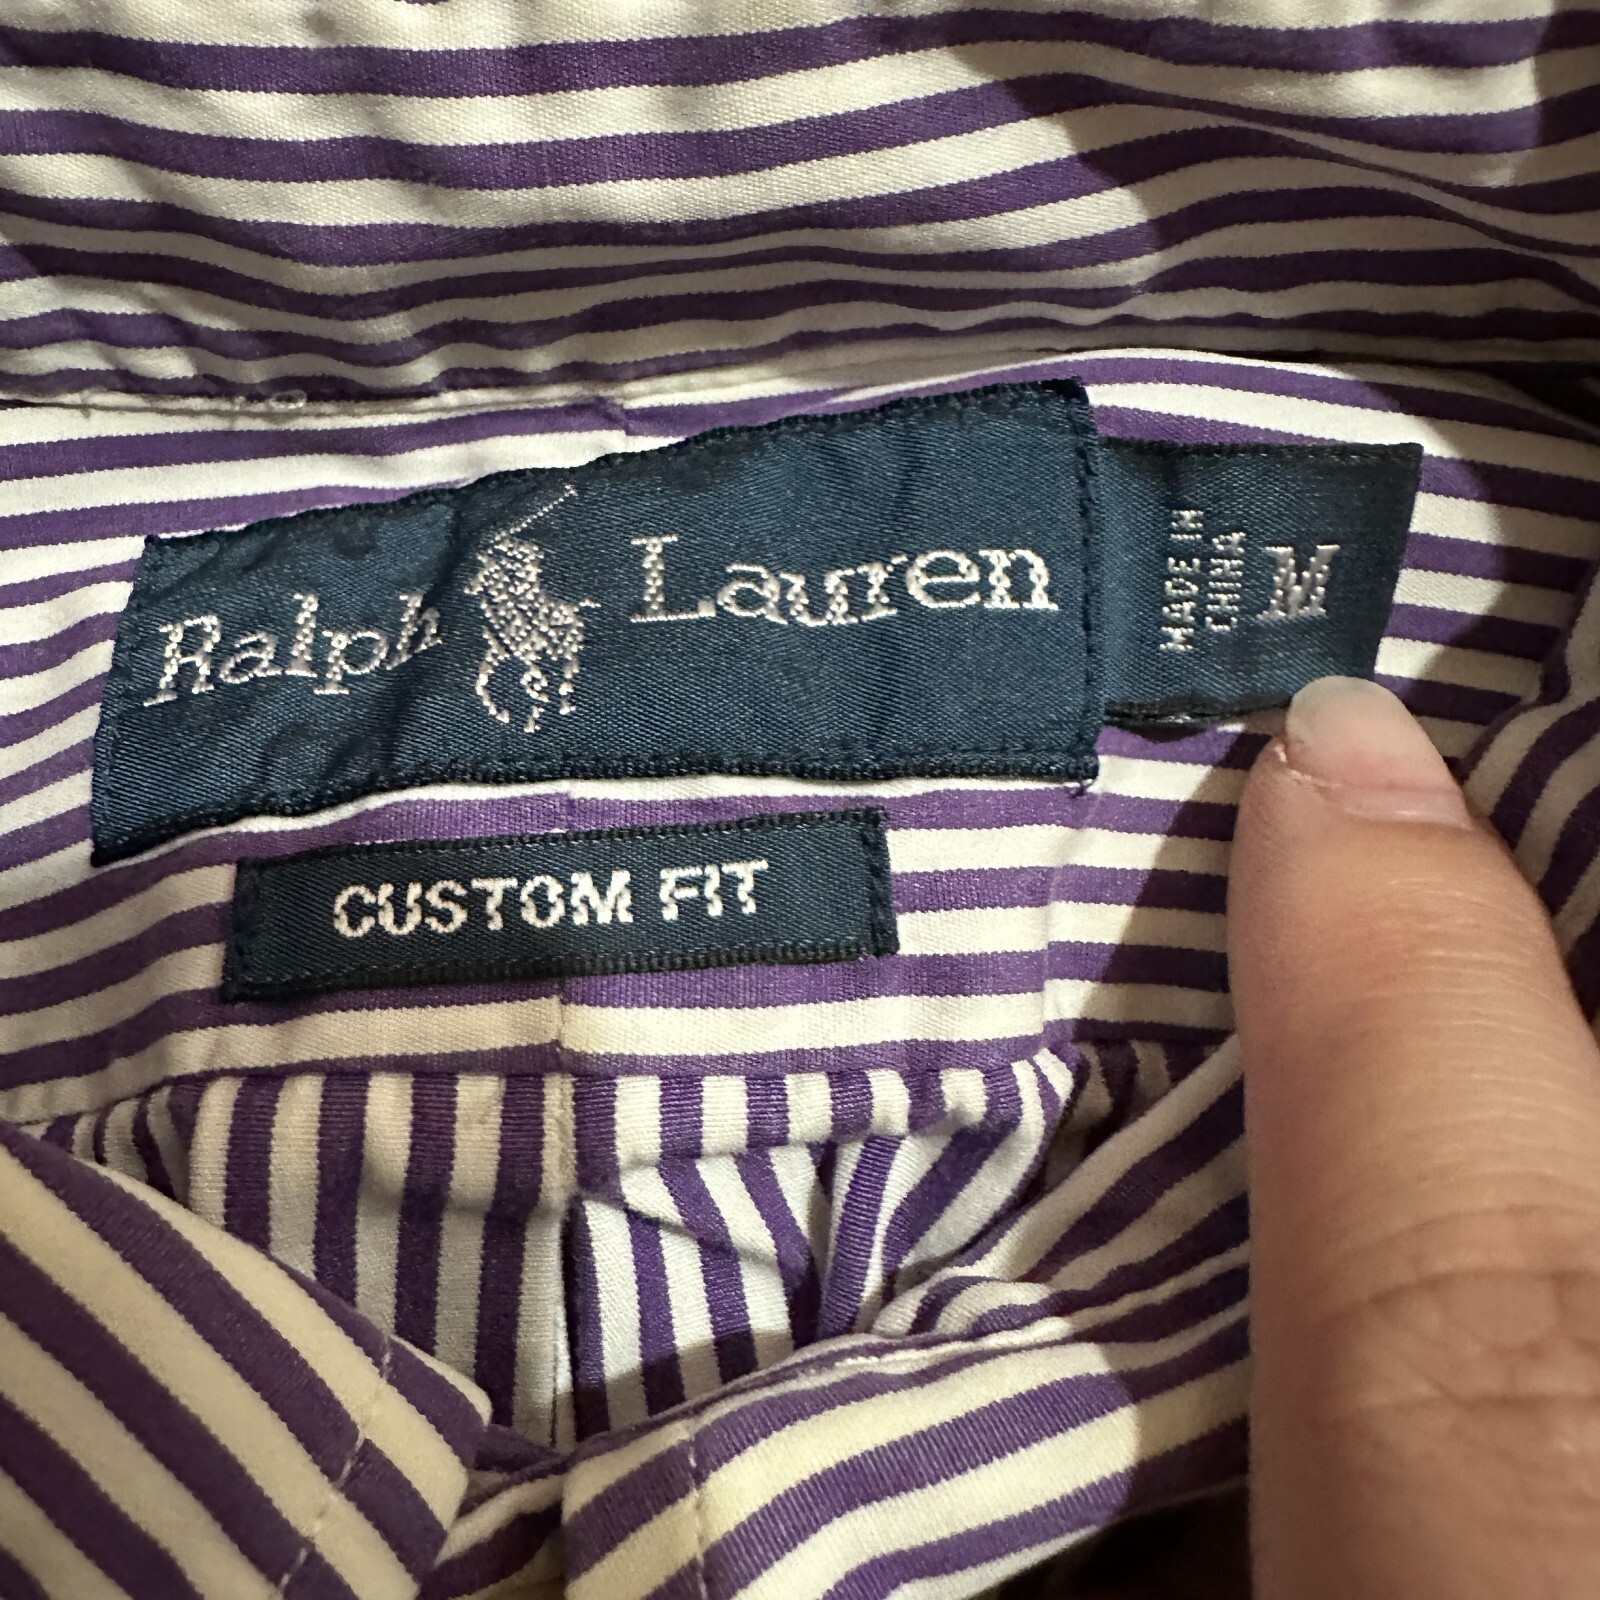 Ralph Lauren
MADE IN
CHINA
M
CUSTOM FIT